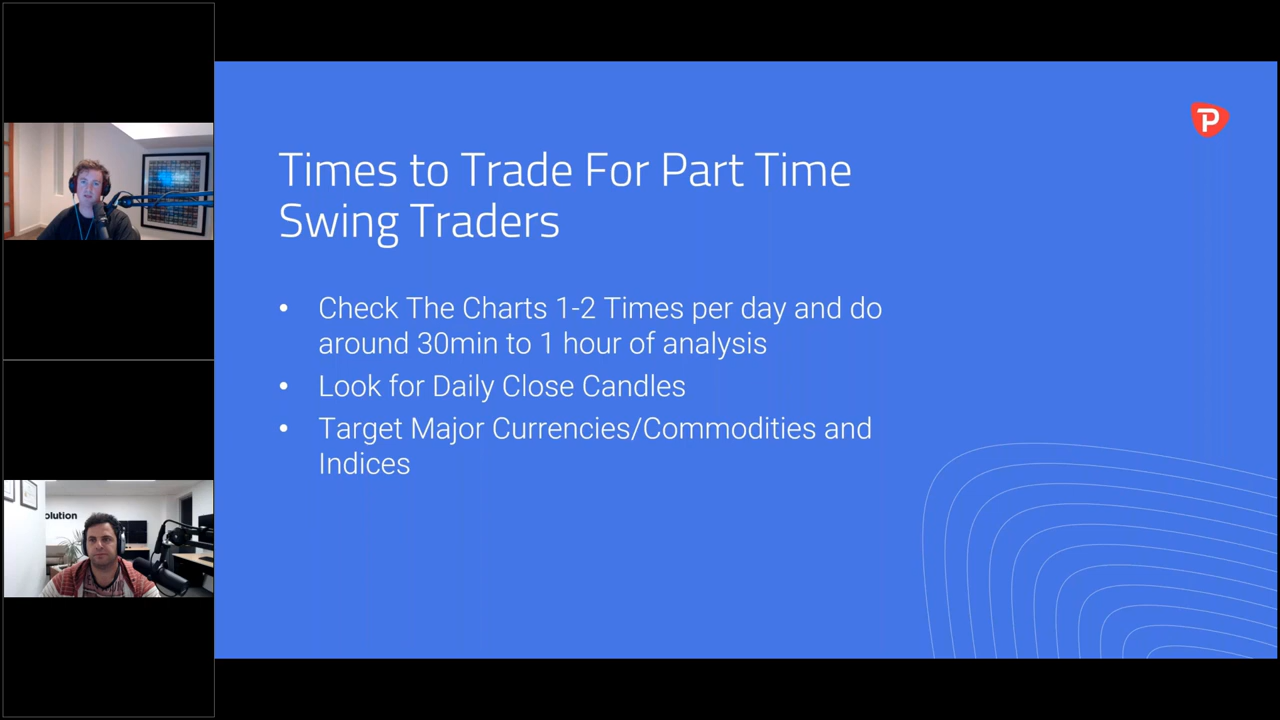 Times to Trade For Part Time
Swing Traders
• Check The Charts 1-2 Times per day and do
around 30min to 1 hour of analysis
• Look for Daily Close Candles
• Target Major Currencies/Commodities and
Indices
P
olution